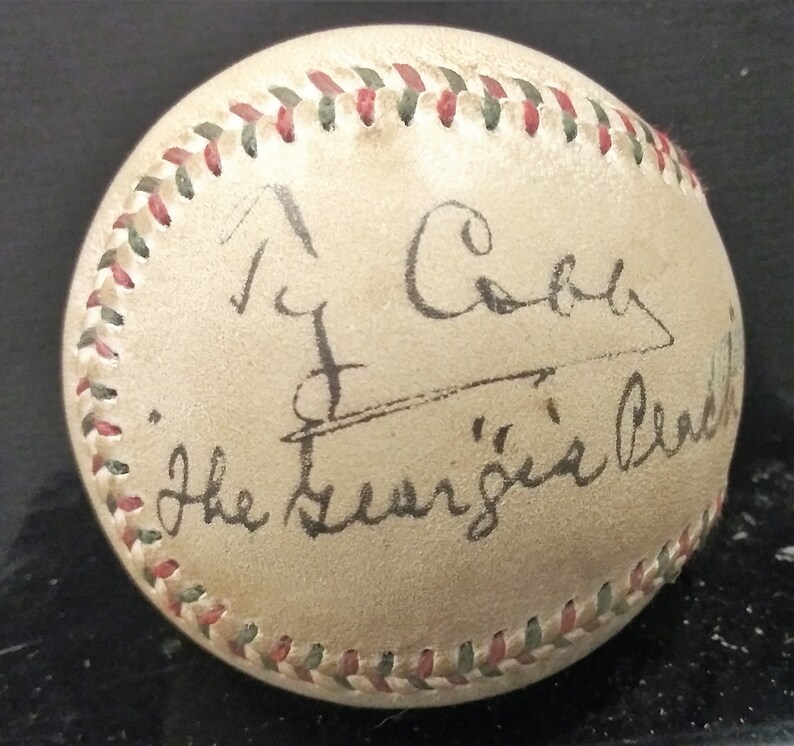 Ty Cobb
"The Georgia Peach"